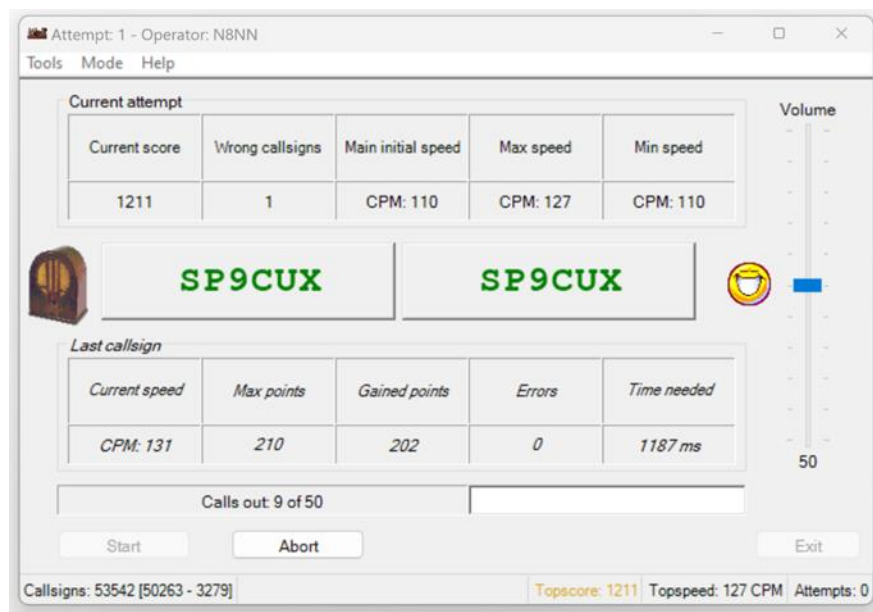 Attempt: 1 - Operator: N8NN
Tools Mode Help
Current attempt
Volume
Current score Wrong callsigns Main initial speed Max speed Min speed
1211 1 CPM: 110 CPM: 127 CPM: 110
SP9CUX SP9CUX
Last callsign
Current speed Max points Gained points Errors Time needed
CPM: 131 210 202 0 1187 ms
50
Calls out: 9 of 50
Start Abort Exit
Callsigns: 53542 [50263 - 3279] Topscore: 1211 Topspeed: 127 CPM Attempts: 0